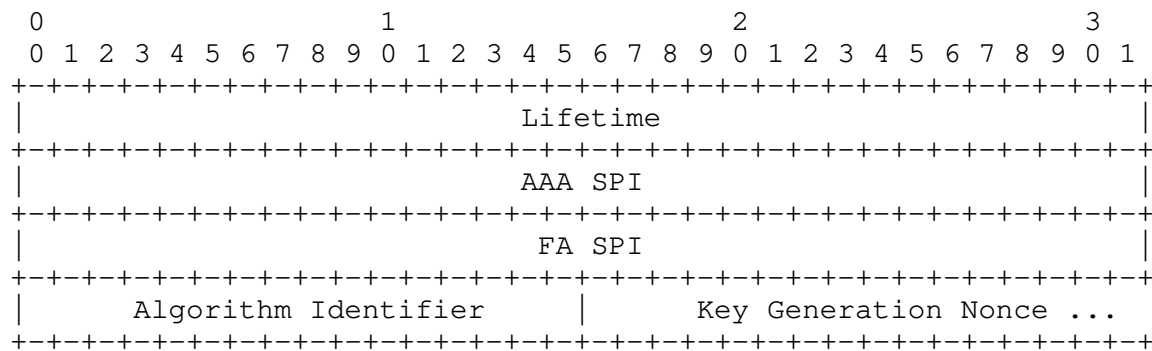 0                   1                   2                   3
 0 1 2 3 4 5 6 7 8 9 0 1 2 3 4 5 6 7 8 9 0 1 2 3 4 5 6 7 8 9 0 1
+-+-+-+-+-+-+-+-+-+-+-+-+-+-+-+-+-+-+-+-+-+-+-+-+-+-+-+-+-+-+-+-+
|                            Lifetime                           |
+-+-+-+-+-+-+-+-+-+-+-+-+-+-+-+-+-+-+-+-+-+-+-+-+-+-+-+-+-+-+-+-+
|                            AAA SPI                            |
+-+-+-+-+-+-+-+-+-+-+-+-+-+-+-+-+-+-+-+-+-+-+-+-+-+-+-+-+-+-+-+-+
|                             FA SPI                            |
+-+-+-+-+-+-+-+-+-+-+-+-+-+-+-+-+-+-+-+-+-+-+-+-+-+-+-+-+-+-+-+-+
|      Algorithm Identifier     |      Key Generation Nonce ...
+-+-+-+-+-+-+-+-+-+-+-+-+-+-+-+-+-+-+-+-+-+-+-+-+-+-+-+-+-+-+-+-+